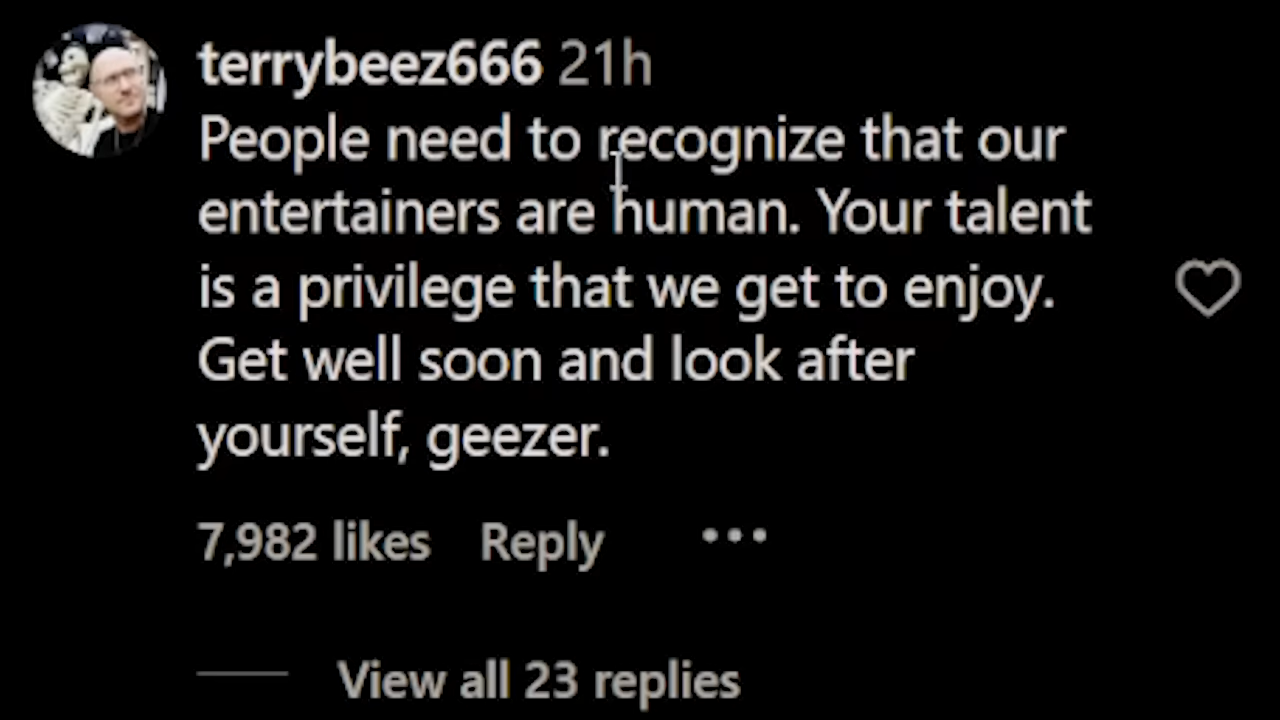 terrybeez666 21h
People need to recognize that our
entertainers are human. Your talent
is a privilege that we get to enjoy.
Get well soon and look after
yourself, geezer.
7,982 likes Reply •••
View all 23 replies